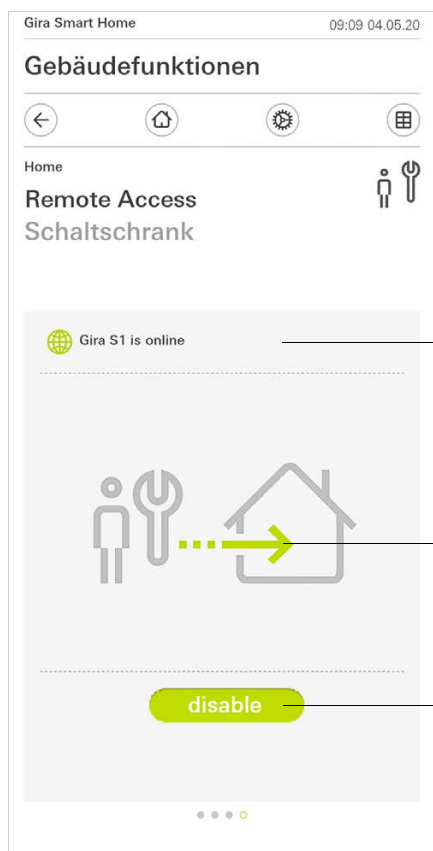 Gira Smart Home 09:09 04.05.20
Gebäudefunktionen
Home
Remote Access
Schaltschrank
Gira S1 is online
disable